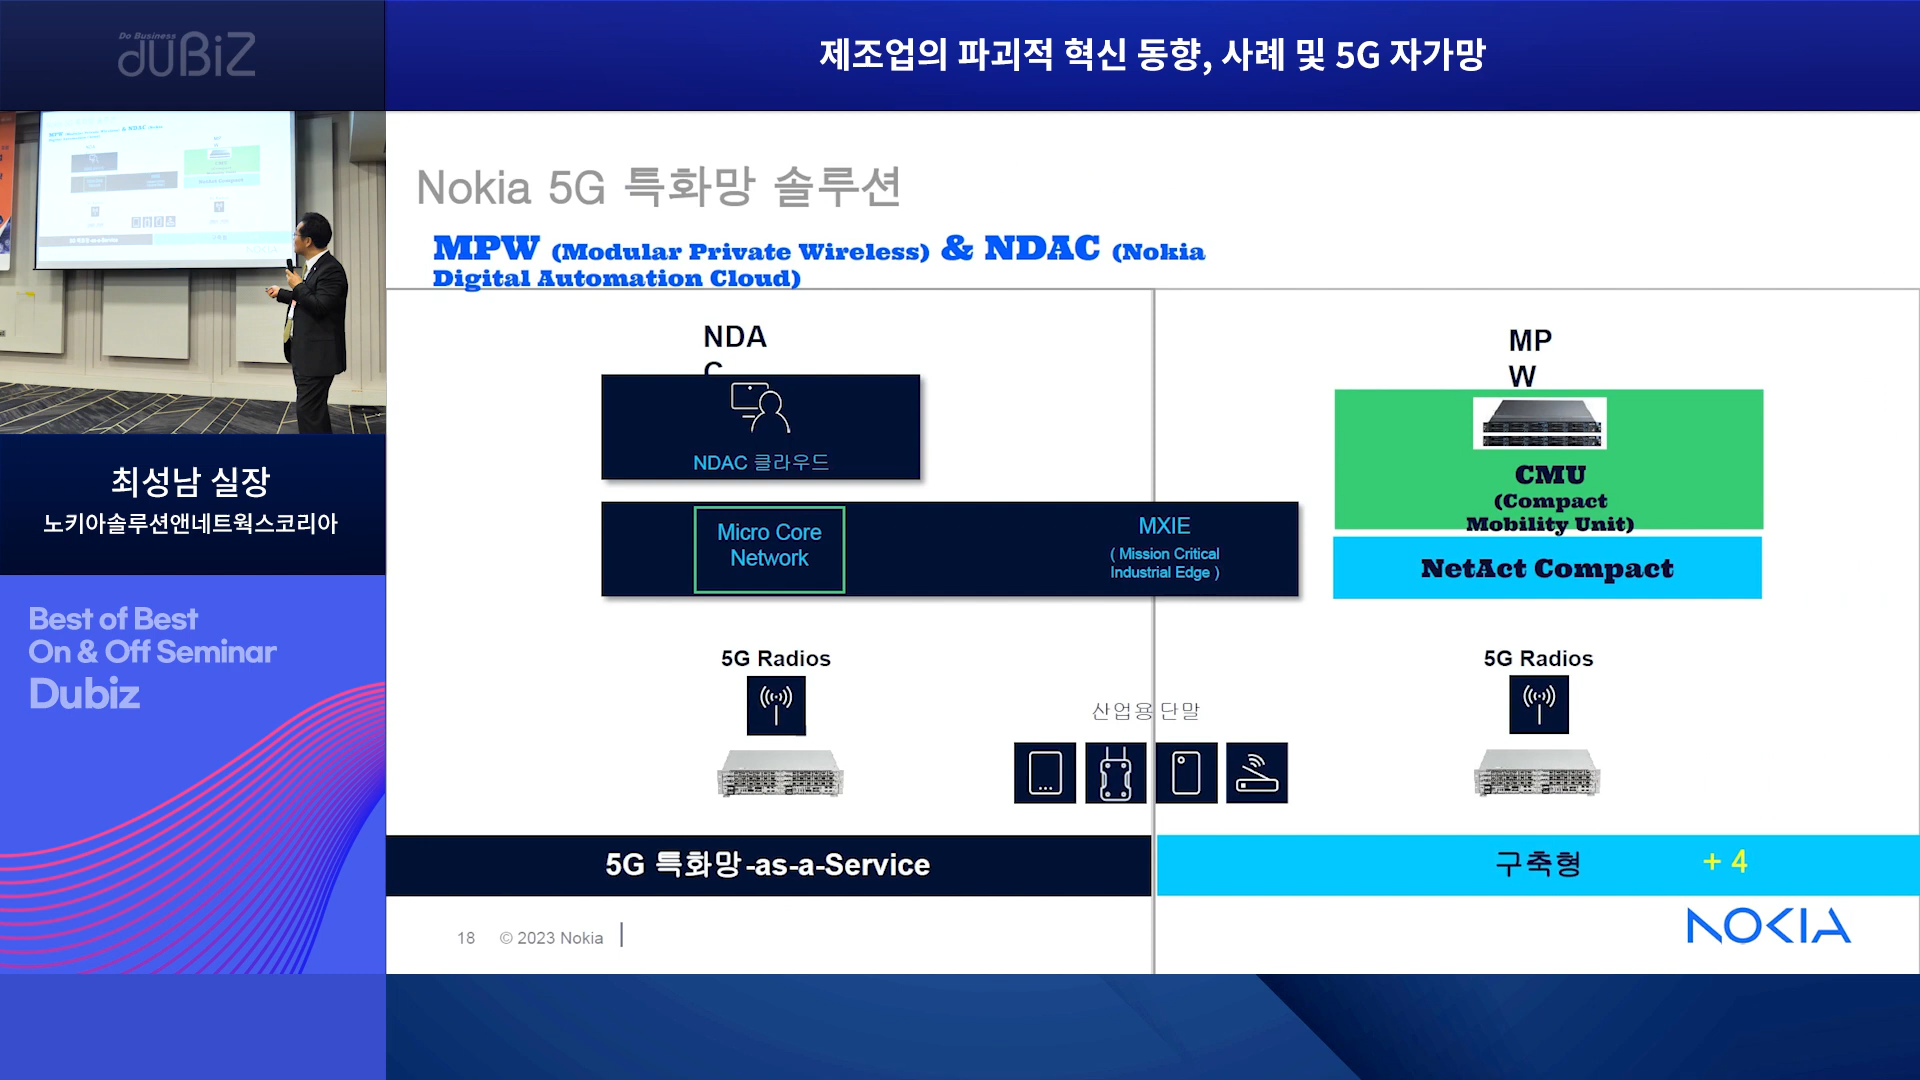 Do Business
duBiZ
제조업의 파괴적 혁신 동향, 사례 및 5G 자가망
최성남 실장
노키아솔루션앤네트웍스코리아
Best of Best
On & Off Seminar
Dubiz
Nokia 5G 특화망 솔루션
MPW (Modular Private Wireless) & NDAC (Nokia
Digital Automation Cloud)
NDA
C
NDAC 클라우드
Micro Core
Network
MXIE
( Mission Critical
Industrial Edge )
MP
W
CMU
(Compact
Mobility Unit)
NetAct Compact
5G Radios
산업용 단말
5G Radios
5G 특화망-as-a-Service
구축형
+ 4
18
© 2023 Nokia
NOKIA